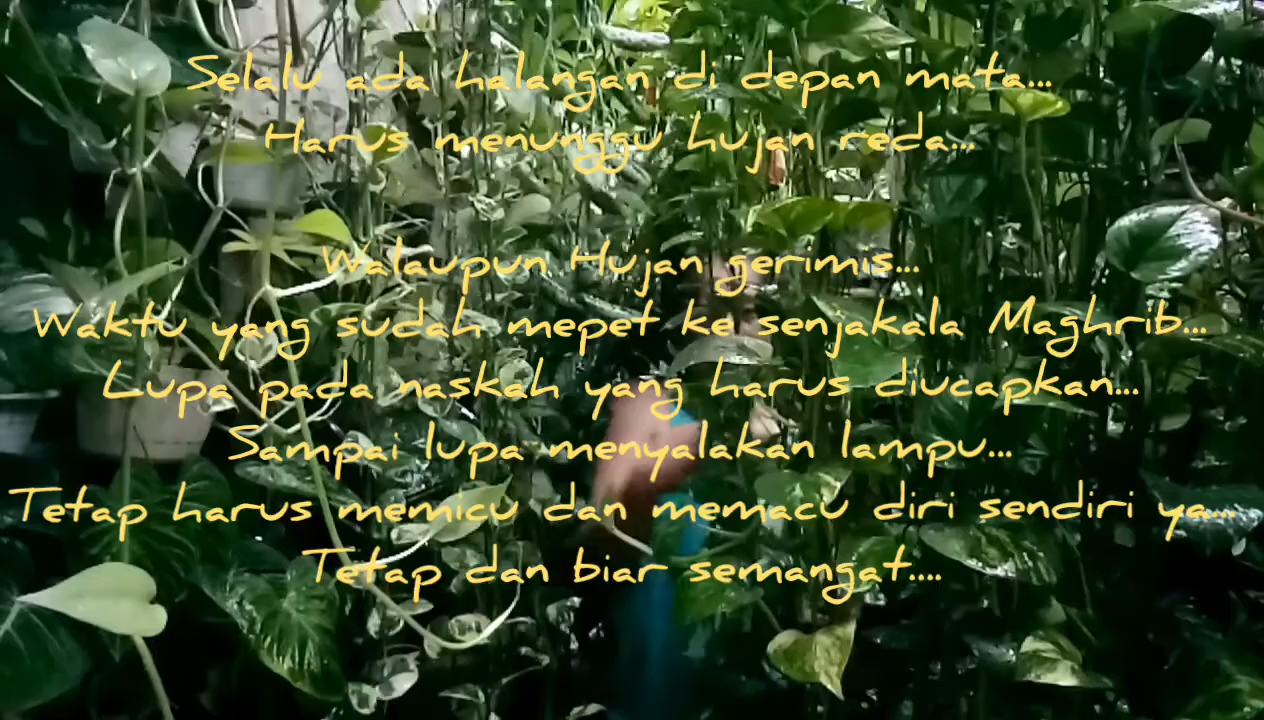 Selalu ada halangan di depan mata...
Harus menunggu hujan reda...
Walaupun Hujan gerimis...
Waktu yang sudah mepet ke senjakala Maghrib...
Lupa pada naskah yang harus diucapkan...
Sampai lupa menyalakan lampu...
Tetap harus memicu dan memacu diri sendiri ya...
Tetap dan biar semangat....